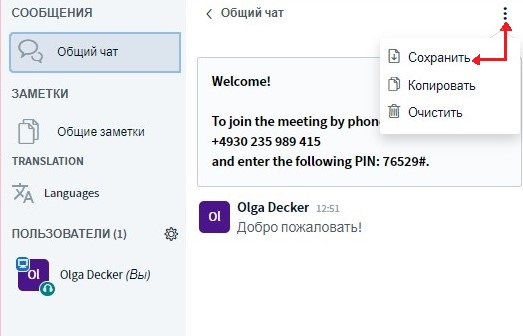 СООБЩЕНИЯ
Общий чат
ЗАМЕТКИ
Общие заметки
TRANSLATION
Languages
ПОЛЬЗОВАТЕЛИ (1)
Ol
Olga Decker (Вы)
Общий чат
Сохранить
Копировать
Очистить
Welcome!
To join the meeting by phon
+4930 235 989 415
and enter the following PIN: 76529#.
Ol
Olga Decker 12:51
Добро пожаловать!